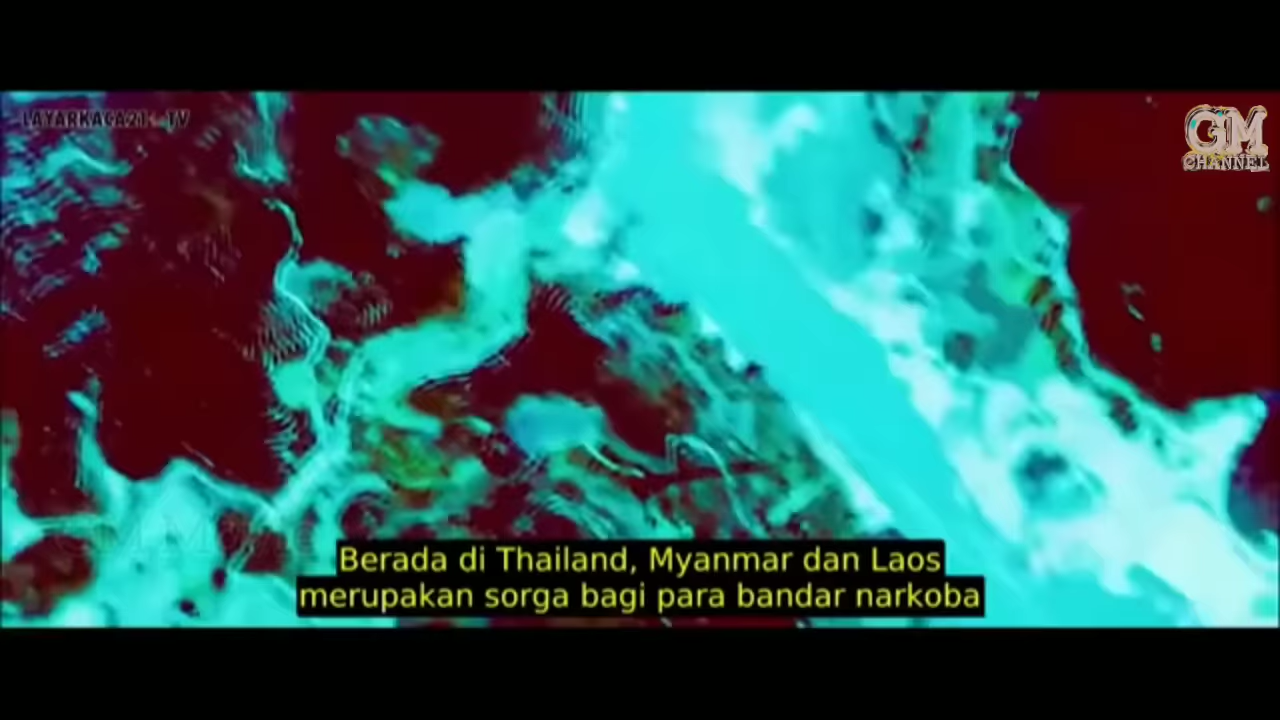 LAYARKACA21 TV
GM
CHANNEL
Berada di Thailand, Myanmar dan Laos
merupakan sorga bagi para bandar narkoba